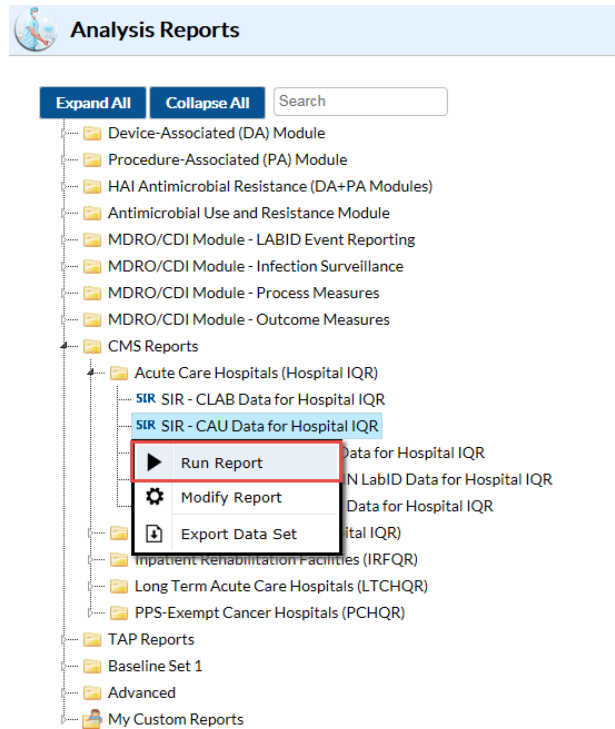 Analysis Reports
Expand All Collapse All Search
Device-Associated (DA) Module
Procedure-Associated (PA) Module
HAI Antimicrobial Resistance (DA+PA Modules)
Antimicrobial Use and Resistance Module
MDRO/CDI Module - LABID Event Reporting
MDRO/CDI Module - Infection Surveillance
MDRO/CDI Module - Process Measures
MDRO/CDI Module - Outcome Measures
CMS Reports
Acute Care Hospitals (Hospital IQR)
SIR SIR - CLAB Data for Hospital IQR
SIR SIR - CAU Data for Hospital IQR
Data for Hospital IQR
Run Report
N LabID Data for Hospital IQR
Modify Report
Data for Hospital IQR
Export Data Set
ital IQR)
Inpatient Rehabilitation Facilities (IRFQR)
Long Term Acute Care Hospitals (LTCHQR)
PPS-Exempt Cancer Hospitals (PCHQR)
TAP Reports
Baseline Set 1
Advanced
My Custom Reports